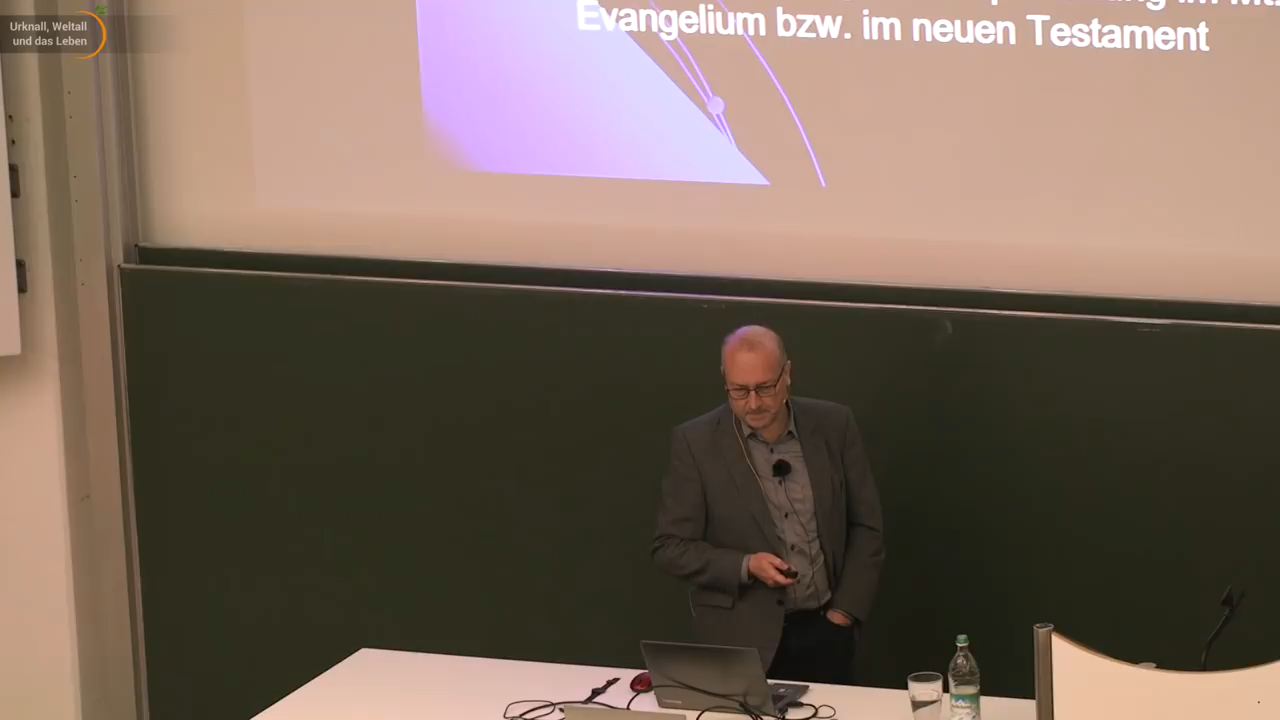 Urknall, Weltall
und das Leben
Evangelium bzw. im neuen Testament